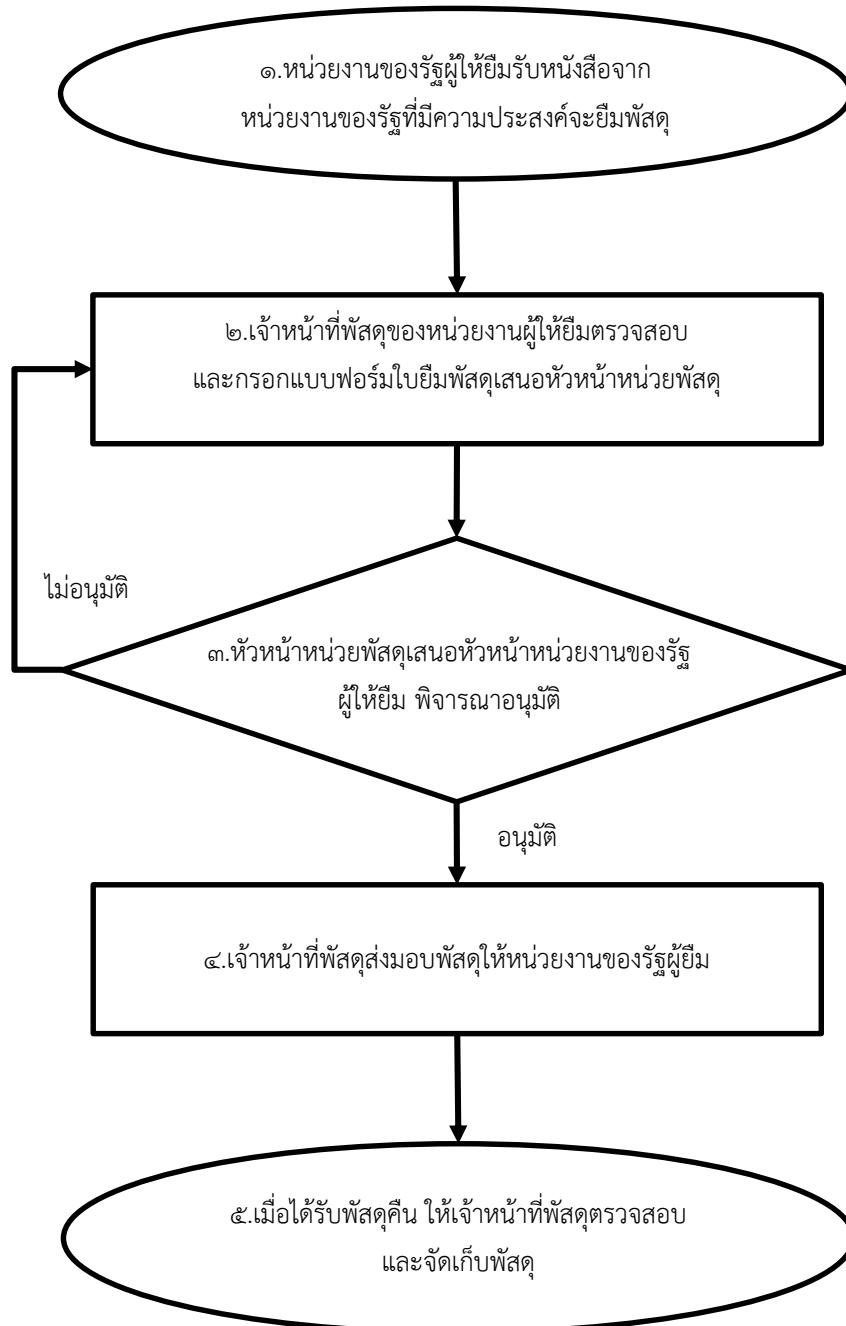 ๑.หน่วยงานของรัฐผู้ให้ยืมรับหนังสือจาก
หน่วยงานของรัฐที่มีความประสงค์จะยืมพัสดุ
๒.เจ้าหน้าที่พัสดุของหน่วยงานผู้ให้ยืมตรวจสอบ
และกรอกแบบฟอร์มใบยืมพัสดุเสนอหัวหน้าหน่วยพัสดุ
ไม่อนุมัติ
๓.หัวหน้าหน่วยพัสดุเสนอหัวหน้าหน่วยงานของรัฐ
ผู้ให้ยืม พิจารณาอนุมัติ
อนุมัติ
๔.เจ้าหน้าที่พัสดุส่งมอบพัสดุให้หน่วยงานของรัฐผู้ยืม
๕.เมื่อได้รับพัสดุคืน ให้เจ้าหน้าที่พัสดุตรวจสอบ
และจัดเก็บพัสดุ